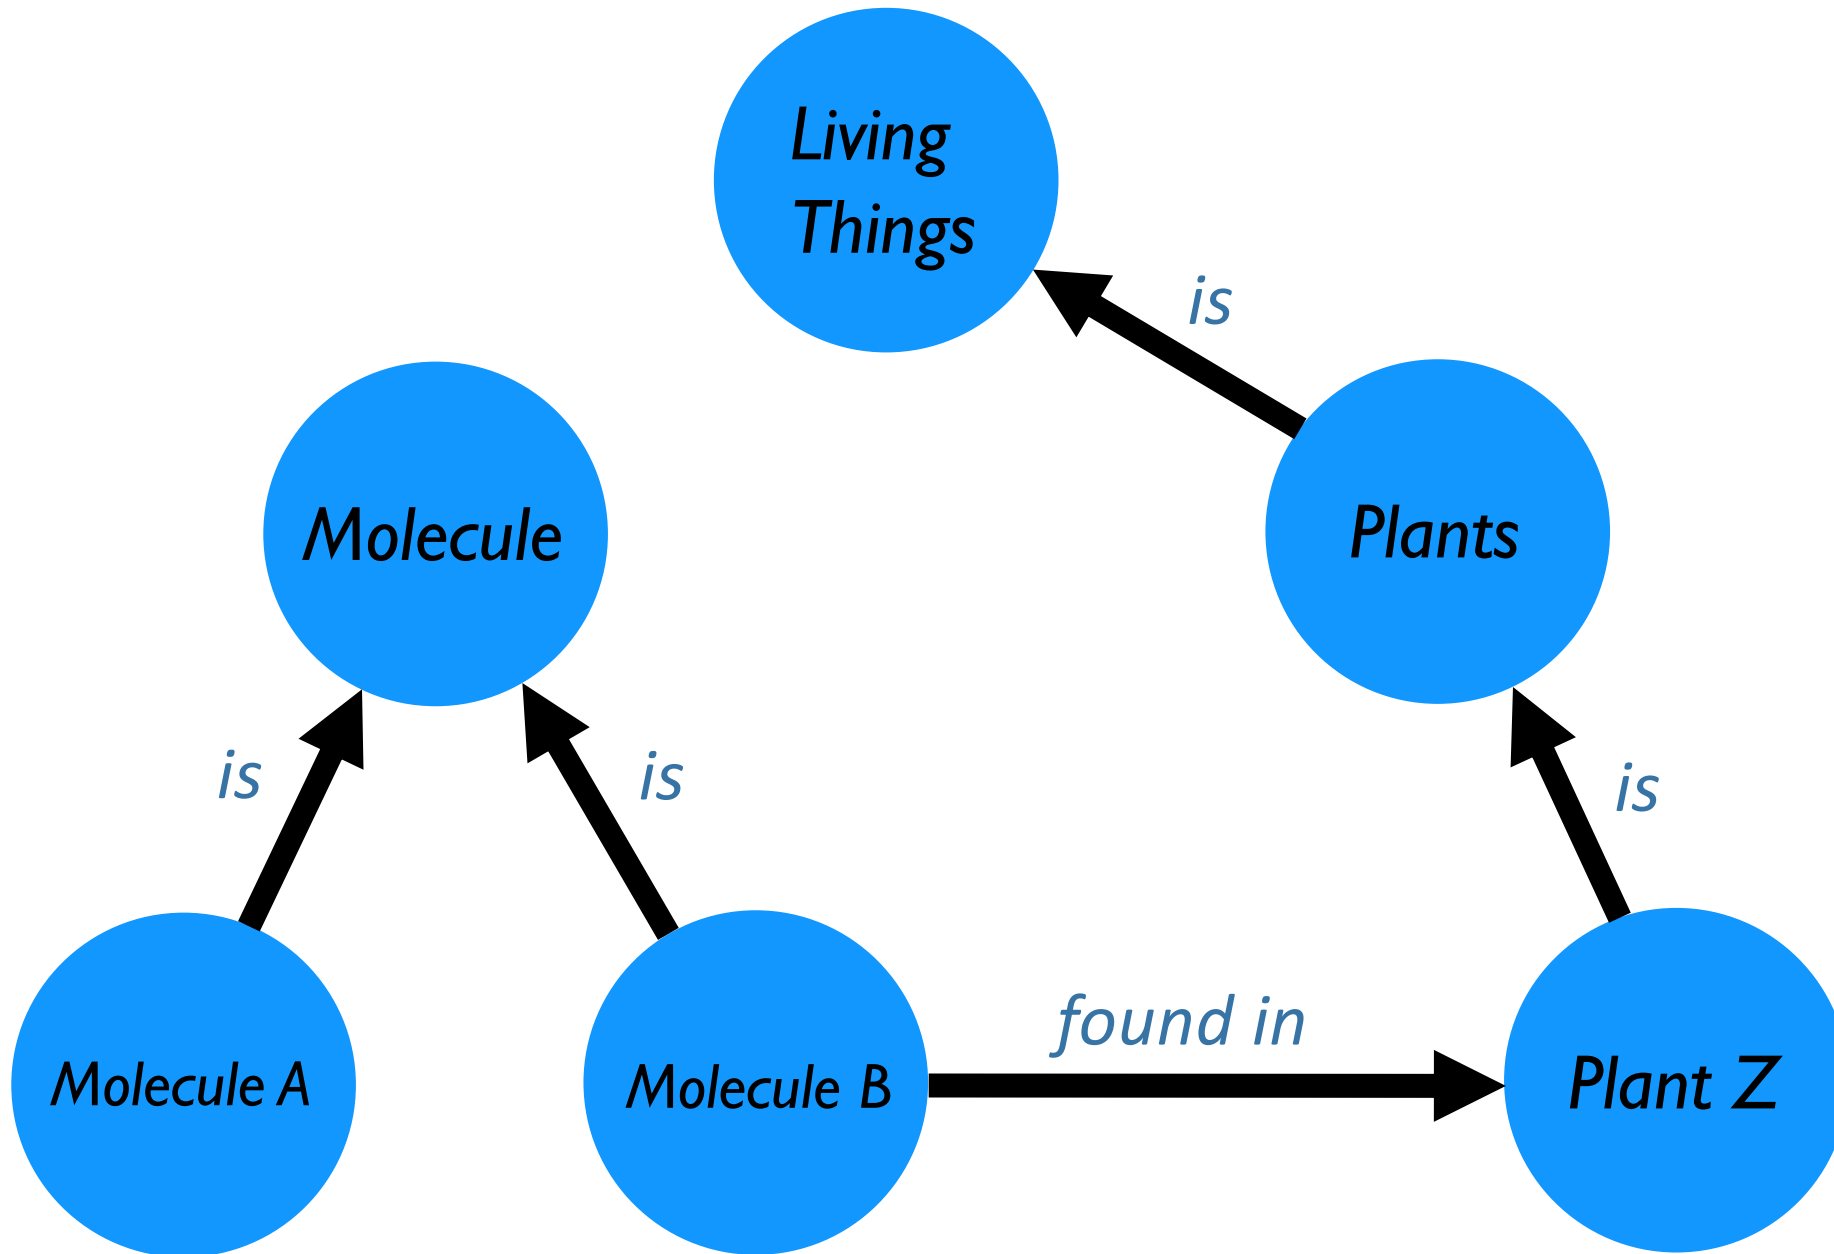 Living
Things
is
Molecule
Plants
is
is
is
found in
Molecule A
Molecule B
Plant Z